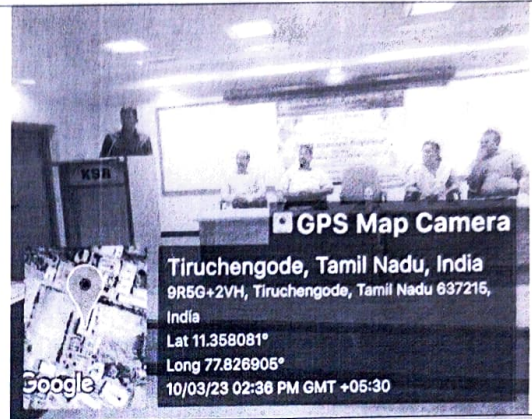 KSR
GPS Map Camera
Tiruchengode, Tamil Nadu, India
9R5G+2VH, Tiruchengode, Tamil Nadu 637215,
India
Lat 11.358081°
Long 77.826905°
10/03/23 02:36 PM GMT +05:30
Google